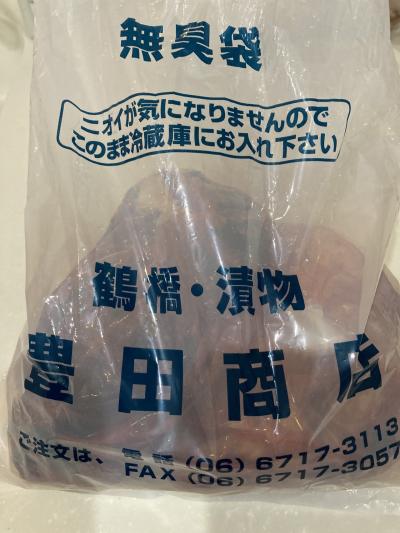 無臭袋
ニオイが気になりませんので
このまま冷蔵庫にお入れ下さい
鶴橋・漬物
豊田商店
ご注文は、電話 (06) 6717-3113
FAX (06) 6717-3057